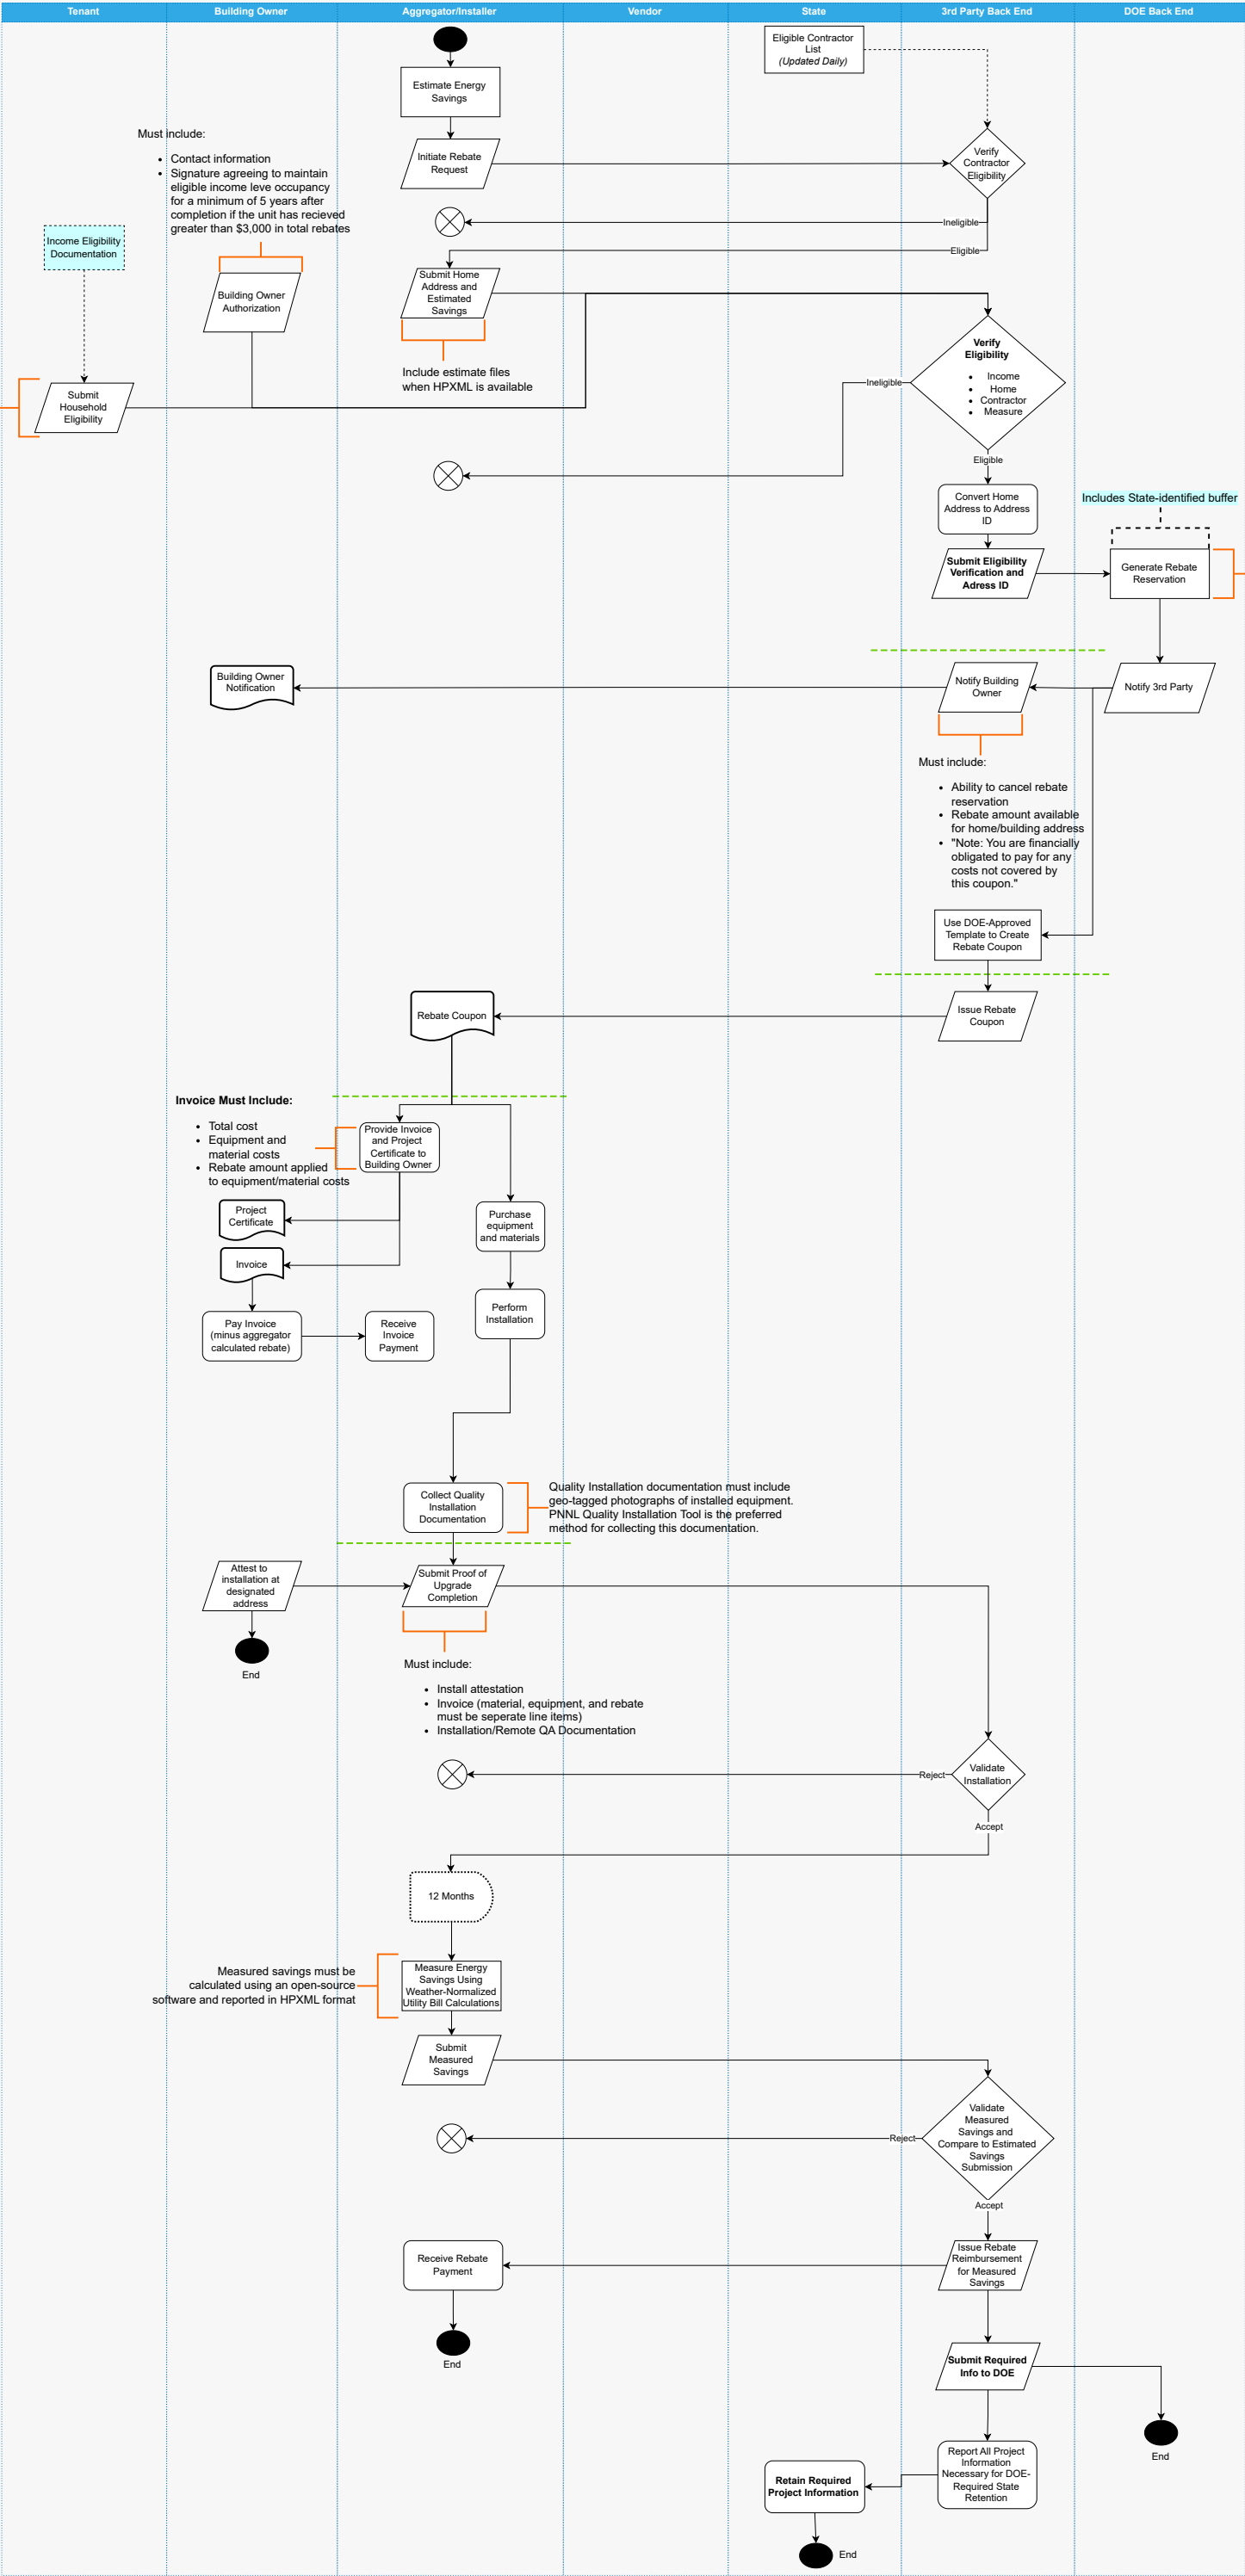 Tenant
Building Owner
Aggregator/Installer
Vendor
State
3rd Party Back End
DOE Back End
Eligible Contractor
List
(Updated Daily)
Estimate Energy
Savings
Must include:
• Contact information
• Signature agreeing to maintain
eligible income leve occupancy
for a minimum of 5 years after
completion if the unit has recieved
greater than $3,000 in total rebates
Initiate Rebate
Request
Verify
Contractor
Eligibility
Ineligible
Eligible
Income Eligibility
Documentation
Building Owner
Authorization
Submit Home
Address and
Estimated
Savings
Include estimate files
when HPXML is available
Verify
Eligibility
• Income
• Home
• Contractor
• Measure
Ineligible
Eligible
Submit
Household
Eligibility
Convert Home
Address to Address
ID
Includes State-identified buffer
Submit Eligibility
Verification and
Adress ID
Generate Rebate
Reservation
Building Owner
Notification
Notify Building
Owner
Notify 3rd Party
Must include:
• Ability to cancel rebate
reservation
• Rebate amount available
for home/building address
• "Note: You are financially
obligated to pay for any
costs not covered by
this coupon."
Use DOE-Approved
Template to Create
Rebate Coupon
Rebate Coupon
Issue Rebate
Coupon
Invoice Must Include:
• Total cost
• Equipment and
material costs
• Rebate amount applied
to equipment/material costs
Provide Invoice
and Project
Certificate to
Building Owner
Project
Certificate
Purchase
equipment
and materials
Invoice
Perform
Installation
Pay Invoice
(minus aggregator
calculated rebate)
Receive
Invoice
Payment
Collect Quality
Installation
Documentation
Quality Installation documentation must include
geo-tagged photographs of installed equipment.
PNNL Quality Installation Tool is the preferred
method for collecting this documentation.
Attest to
installation at
designated
address
Submit Proof of
Upgrade
Completion
End
Must include:
• Install attestation
• Invoice (material, equipment, and rebate
must be seperate line items)
• Installation/Remote QA Documentation
Validate
Installation
Reject
Accept
12 Months
Measured savings must be
calculated using an open-source
software and reported in HPXML format
Measure Energy
Savings Using
Weather-Normalized
Utility Bill Calculations
Submit
Measured
Savings
Validate
Measured
Savings and
Compare to Estimated
Savings
Submission
Reject
Accept
Receive Rebate
Payment
Issue Rebate
Reimbursement
for Measured
Savings
End
Submit Required
Info to DOE
End
Retain Required
Project Information
Report All Project
Information
Necessary for DOE-
Required State
Retention
End